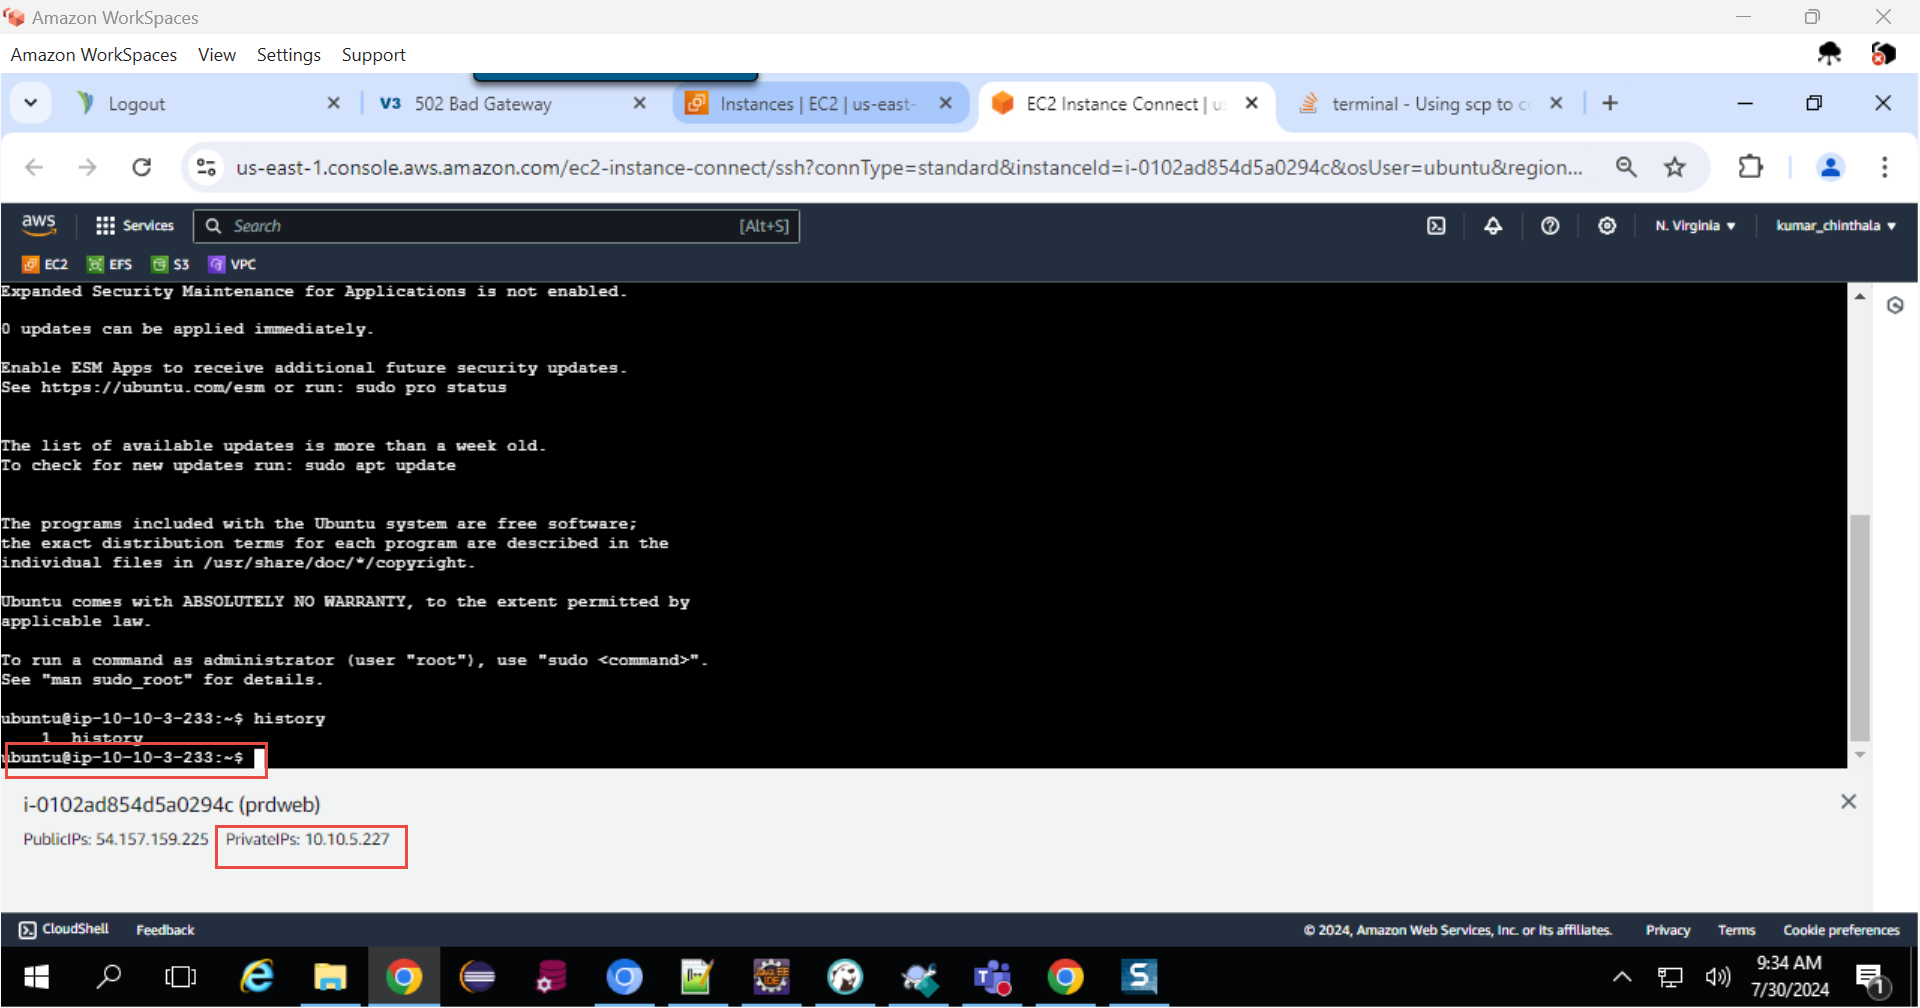 Amazon WorkSpaces
Amazon WorkSpaces View Settings Support
Logout V3 502 Bad Gateway Instances | EC2 | us-east- EC2 Instance Connect | us terminal - Using scp to c
us-east-1.console.aws.amazon.com/ec2-instance-connect/ssh?connType=standard&instanceId=i-0102ad854d5a0294c&osUser=ubuntu&region...
aws Services Search [Alt+S] N. Virginia kumar_chinthala
EC2 EFS S3 VPC
Expanded Security Maintenance for Applications is not enabled.
0 updates can be applied immediately.
Enable ESM Apps to receive additional future security updates.
See https://ubuntu.com/esm or run: sudo pro status
The list of available updates is more than a week old.
To check for new updates run: sudo apt update
The programs included with the Ubuntu system are free software;
the exact distribution terms for each program are described in the
individual files in /usr/share/doc/*/copyright.
Ubuntu comes with ABSOLUTELY NO WARRANTY, to the extent permitted by
applicable law.
To run a command as administrator (user "root"), use "sudo <command>".
See "man sudo_root" for details.
ubuntu@ip-10-10-3-233:~$ history
1 history
ubuntu@ip-10-10-3-233:~$
i-0102ad854d5a0294c (prdweb)
PublicIPs: 54.157.159.225 PrivateIPs: 10.10.5.227
CloudShell Feedback © 2024, Amazon Web Services, Inc. or its affiliates. Privacy Terms Cookie preferences
9:34 AM
7/30/2024
1